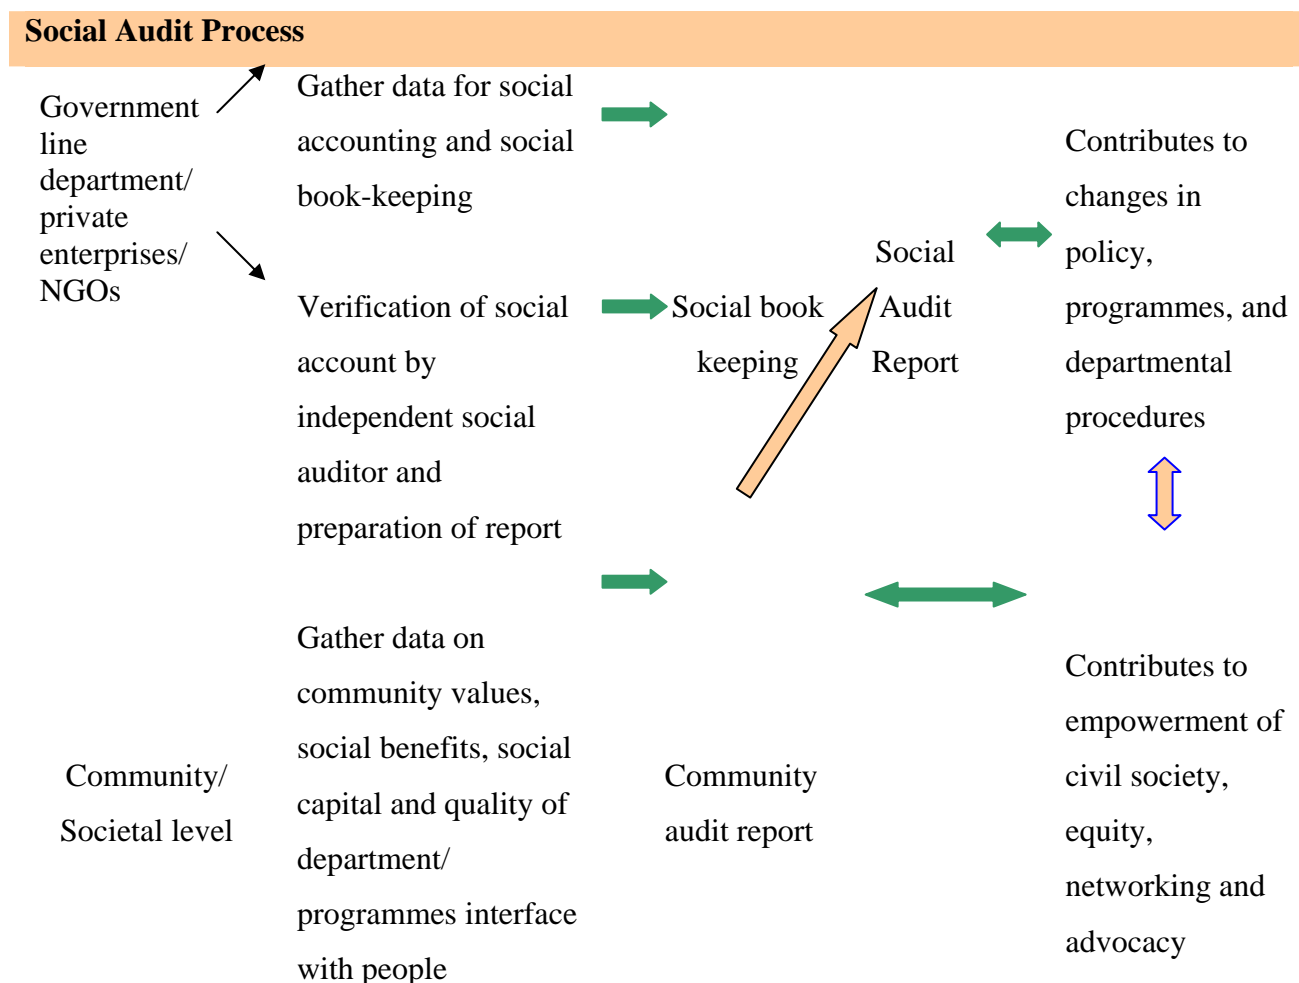 Social Audit Process
Government
line
department/
private
enterprises/
NGOs
Gather data for social
accounting and social
book-keeping
Verification of social
account by
independent social
auditor and
preparation of report
Social book
keeping
Social
Audit
Report
Contributes to
changes in
policy,
programmes, and
departmental
procedures
Community/
Societal level
Gather data on
community values,
social benefits, social
capital and quality of
department/
programmes interface
with people
Community
audit report
Contributes to
empowerment of
civil society,
equity,
networking and
advocacy